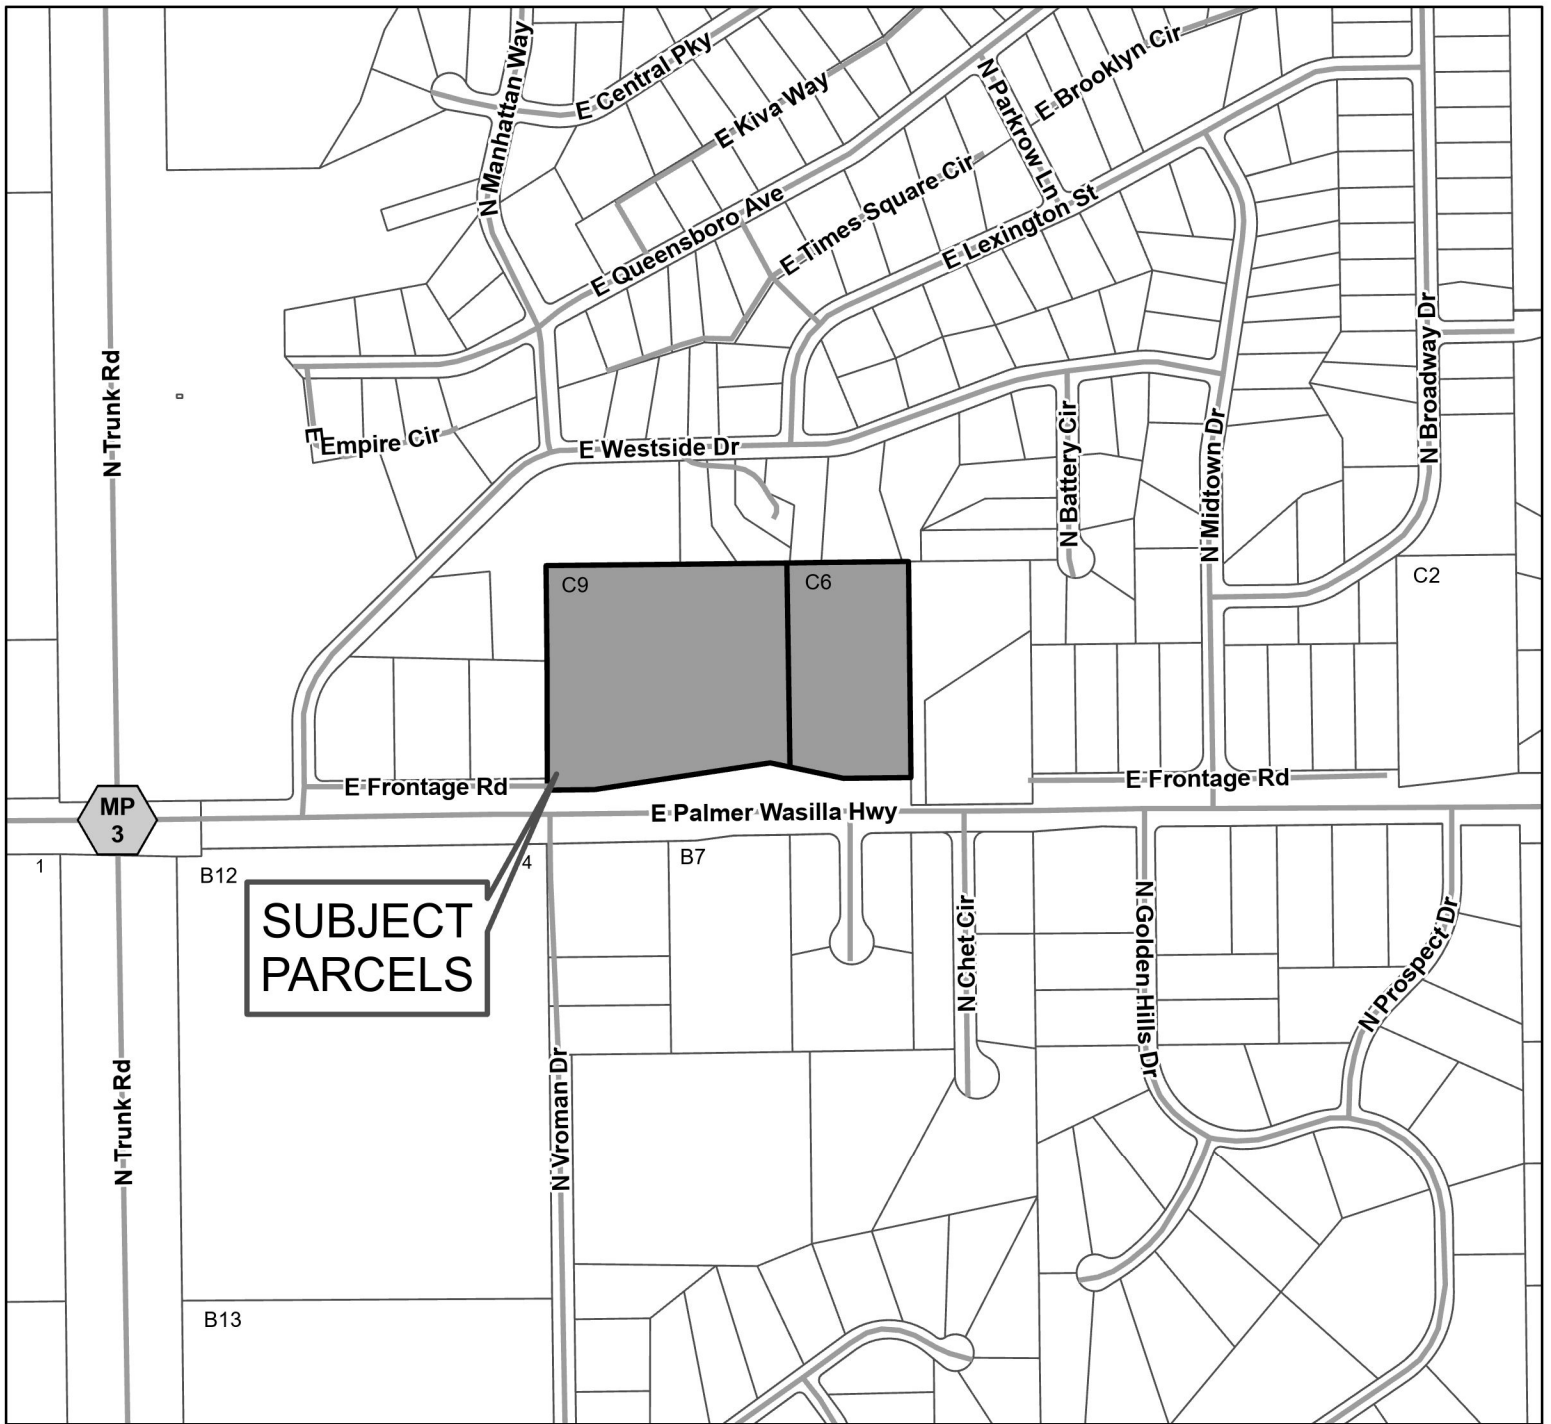 N Manhattan Way
E Central Pky
E Kiva Way
N Parkrow Ln
E Brooklyn Cir
E Queensboro Ave
E Times Square Cir
E Lexington St
N Trunk Rd
N Broadway Dr
E Empire Cir
E Westside Dr
N Battery Cir
N Midtown Dr
C9
C6
C2
E Frontage Rd
E Frontage Rd
MP
3
E Palmer Wasilla Hwy
1
B12
4
B7
SUBJECT
PARCELS
N Chet Cir
N Golden Hills Dr
N Prospect Dr
N Trunk Rd
N Vroman Dr
B13